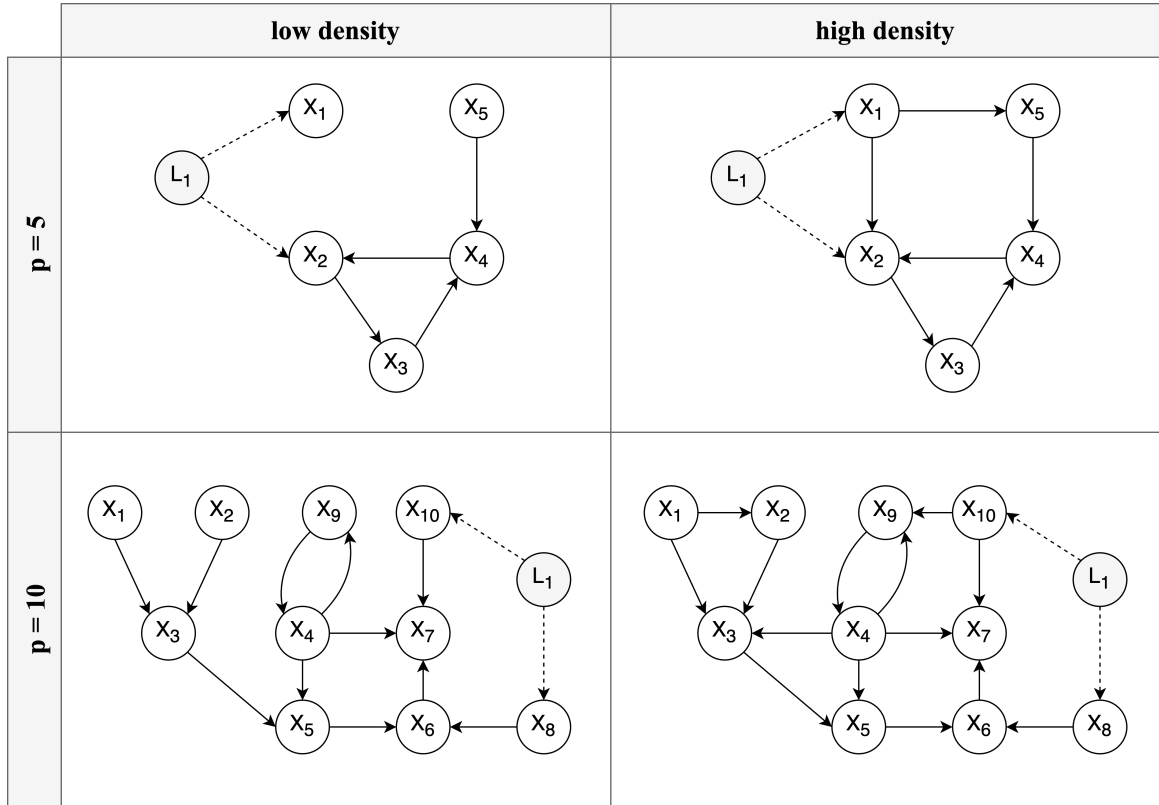 low density
high density
p = 5
X₁
X₅
L₁
X₂
X₄
X₃
X₁
X₅
L₁
X₂
X₄
X₃
p = 10
X₁
X₂
X₉
X₁₀
L₁
X₃
X₄
X₇
X₅
X₆
X₈
X₁
X₂
X₉
X₁₀
L₁
X₃
X₄
X₇
X₅
X₆
X₈